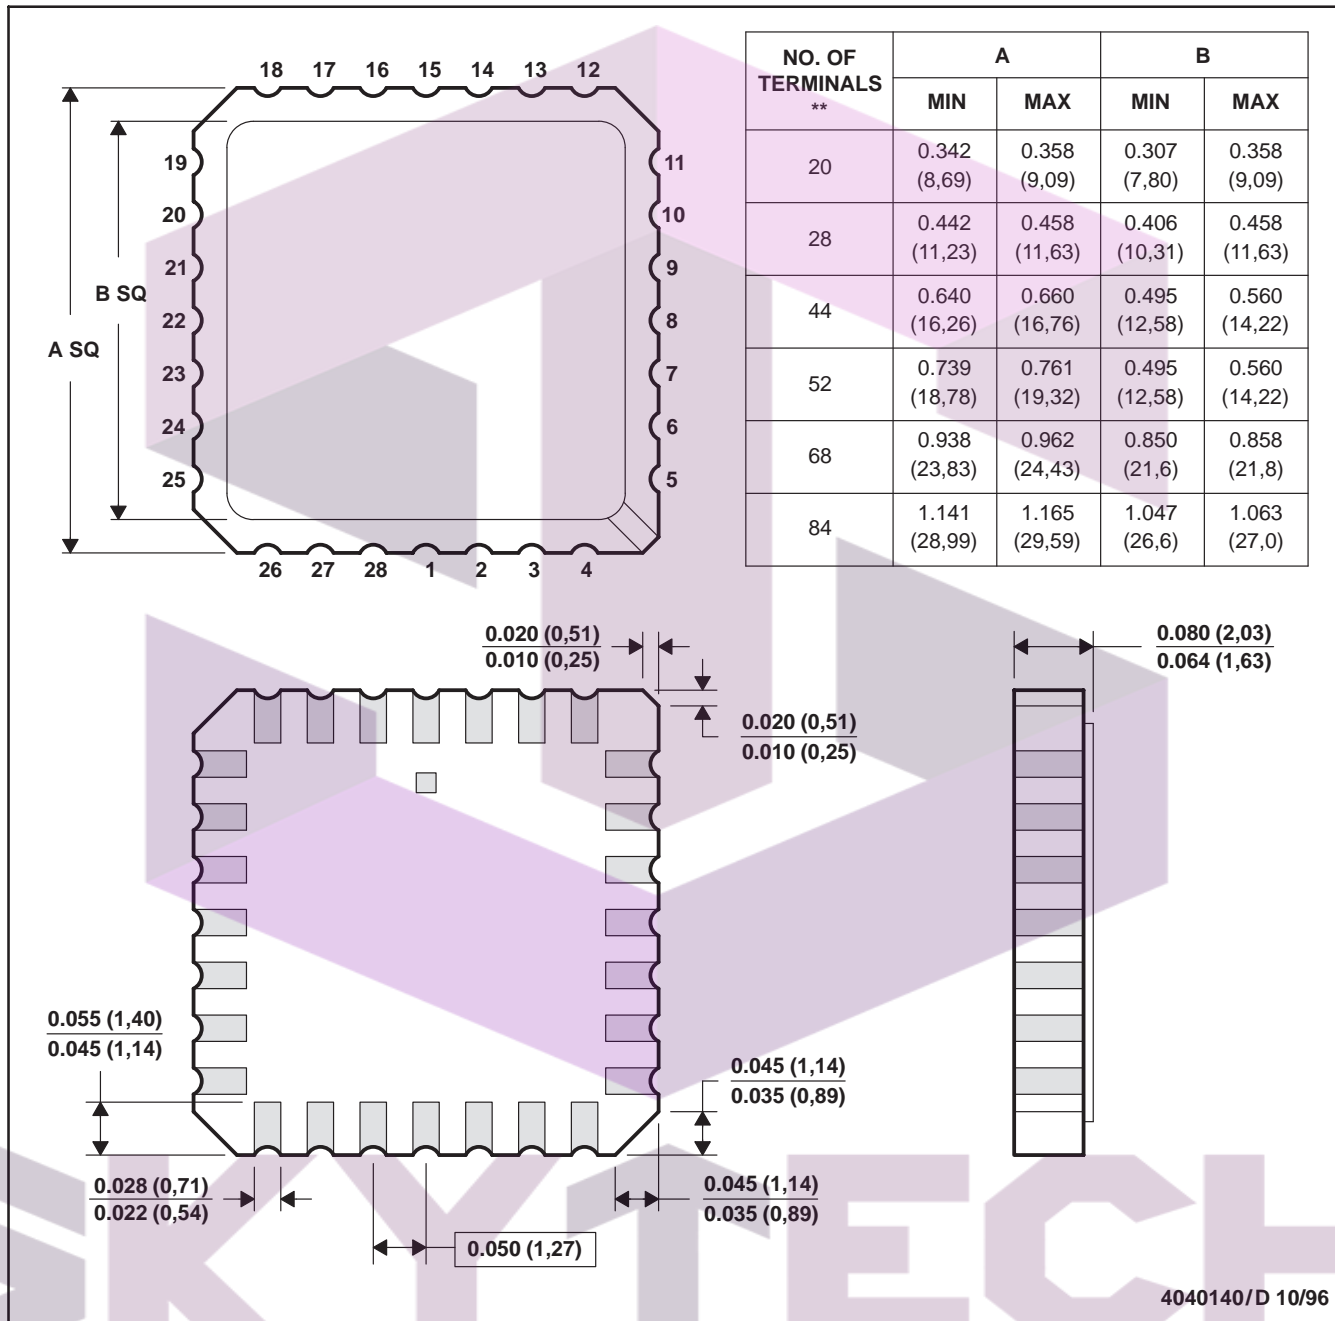 18 17 16 15 14 13 12
19
20
21
22
23
24
25
11
10
9
8
7
6
5
26 27 28 1 2 3 4
B SQ
A SQ
NO. OF TERMINALS ** A B
MIN MAX MIN MAX
20 0.342 (8,69) 0.358 (9,09) 0.307 (7,80) 0.358 (9,09)
28 0.442 (11,23) 0.458 (11,63) 0.406 (10,31) 0.458 (11,63)
44 0.640 (16,26) 0.660 (16,76) 0.495 (12,58) 0.560 (14,22)
52 0.739 (18,78) 0.761 (19,32) 0.495 (12,58) 0.560 (14,22)
68 0.938 (23,83) 0.962 (24,43) 0.850 (21,6) 0.858 (21,8)
84 1.141 (28,99) 1.165 (29,59) 1.047 (26,6) 1.063 (27,0)
0.020 (0,51)
0.010 (0,25)
0.080 (2,03)
0.064 (1,63)
0.020 (0,51)
0.010 (0,25)
0.055 (1,40)
0.045 (1,14)
0.045 (1,14)
0.035 (0,89)
0.028 (0,71)
0.022 (0,54)
0.045 (1,14)
0.035 (0,89)
0.050 (1,27)
SKYTECH
4040140/D 10/96